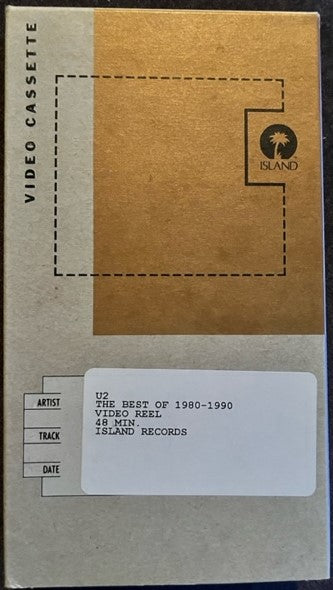 VIDEO CASSETTE
ISLAND
ARTIST
TRACK
DATE
U2
THE BEST OF 1980-1990
VIDEO REEL
48 MIN.
ISLAND RECORDS